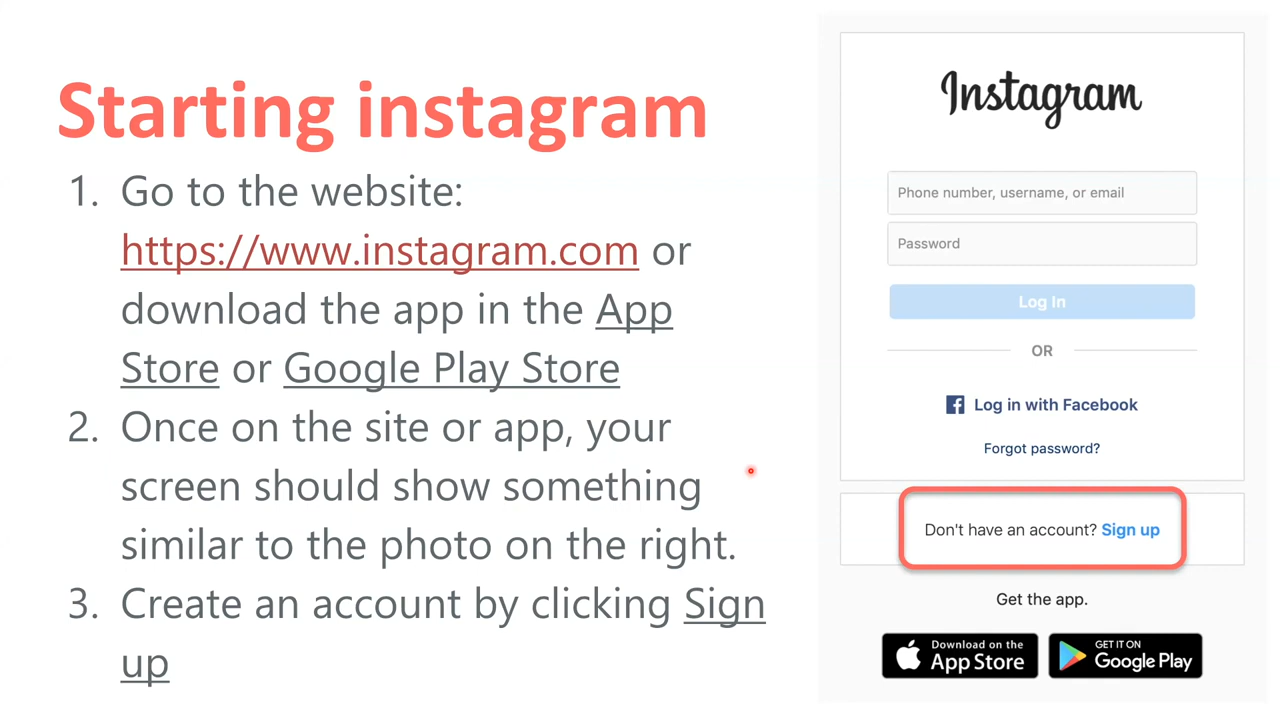 Starting instagram
1. Go to the website:
https://www.instagram.com or
download the app in the App
Store or Google Play Store
2. Once on the site or app, your
screen should show something
similar to the photo on the right.
3. Create an account by clicking Sign
up
Instagram
Phone number, username, or email
Password
Log In
OR
Log in with Facebook
Forgot password?
Don't have an account? Sign up
Get the app.
Download on the
App Store
GET IT ON
Google Play